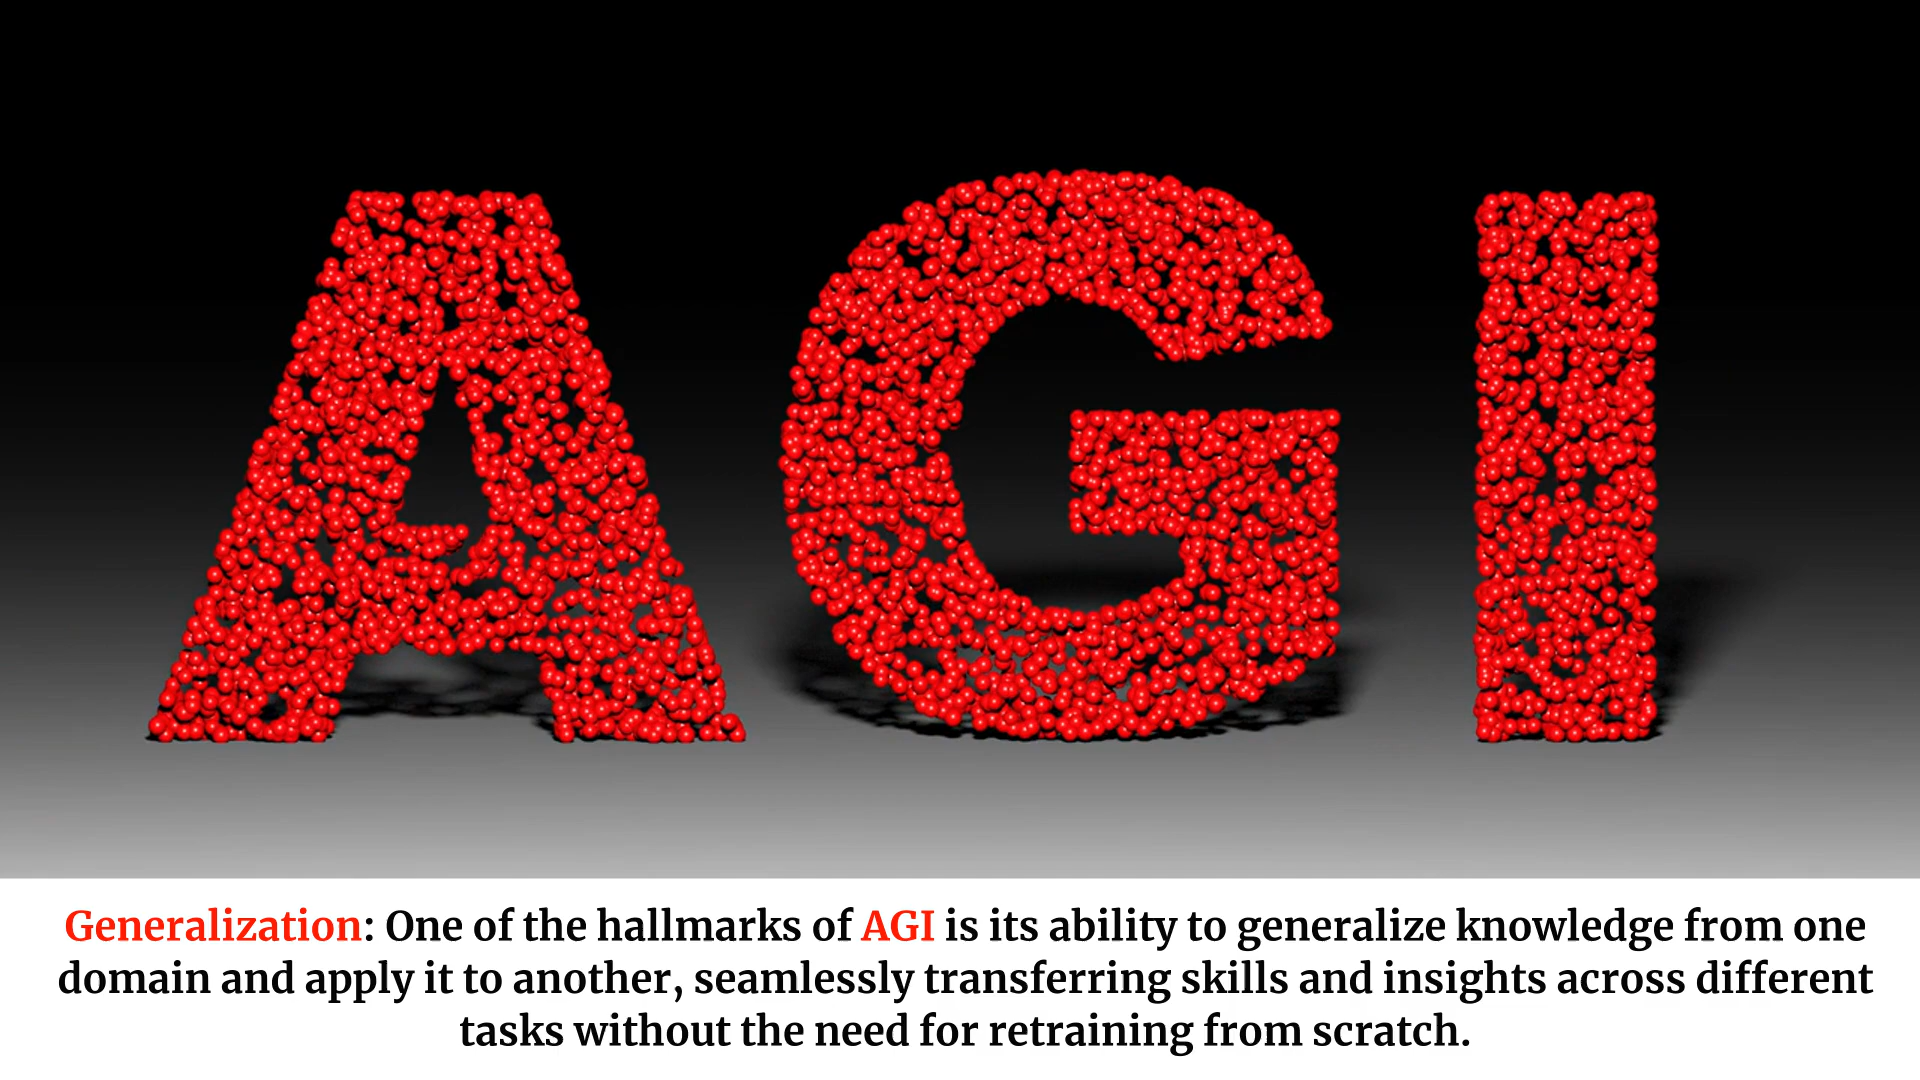 AGI
Generalization: One of the hallmarks of AGI is its ability to generalize knowledge from one
domain and apply it to another, seamlessly transferring skills and insights across different
tasks without the need for retraining from scratch.